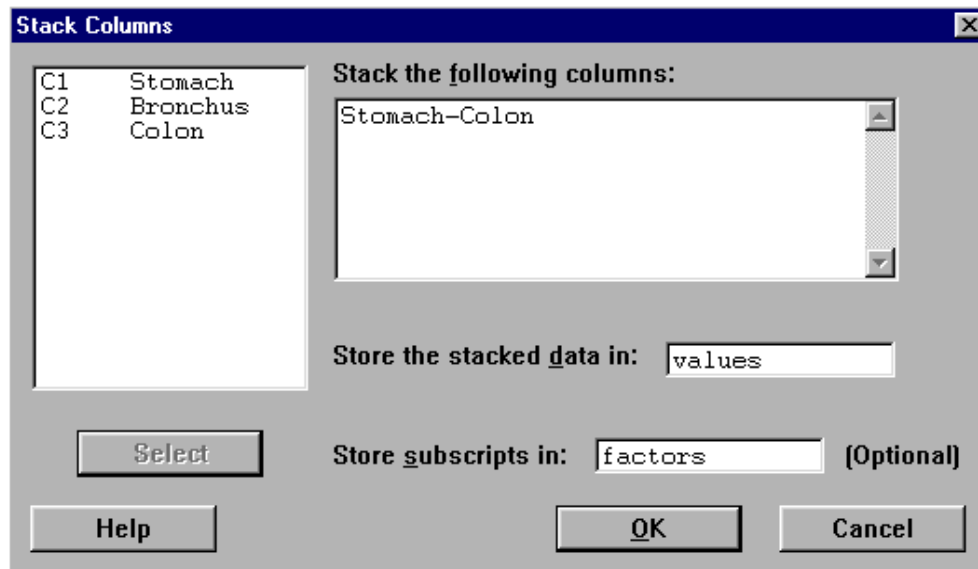 Stack Columns
C1 Stomach
C2 Bronchus
C3 Colon
Stack the following columns:
Stomach-Colon
Store the stacked data in: values
Select
Store subscripts in: factors (Optional)
Help
OK
Cancel